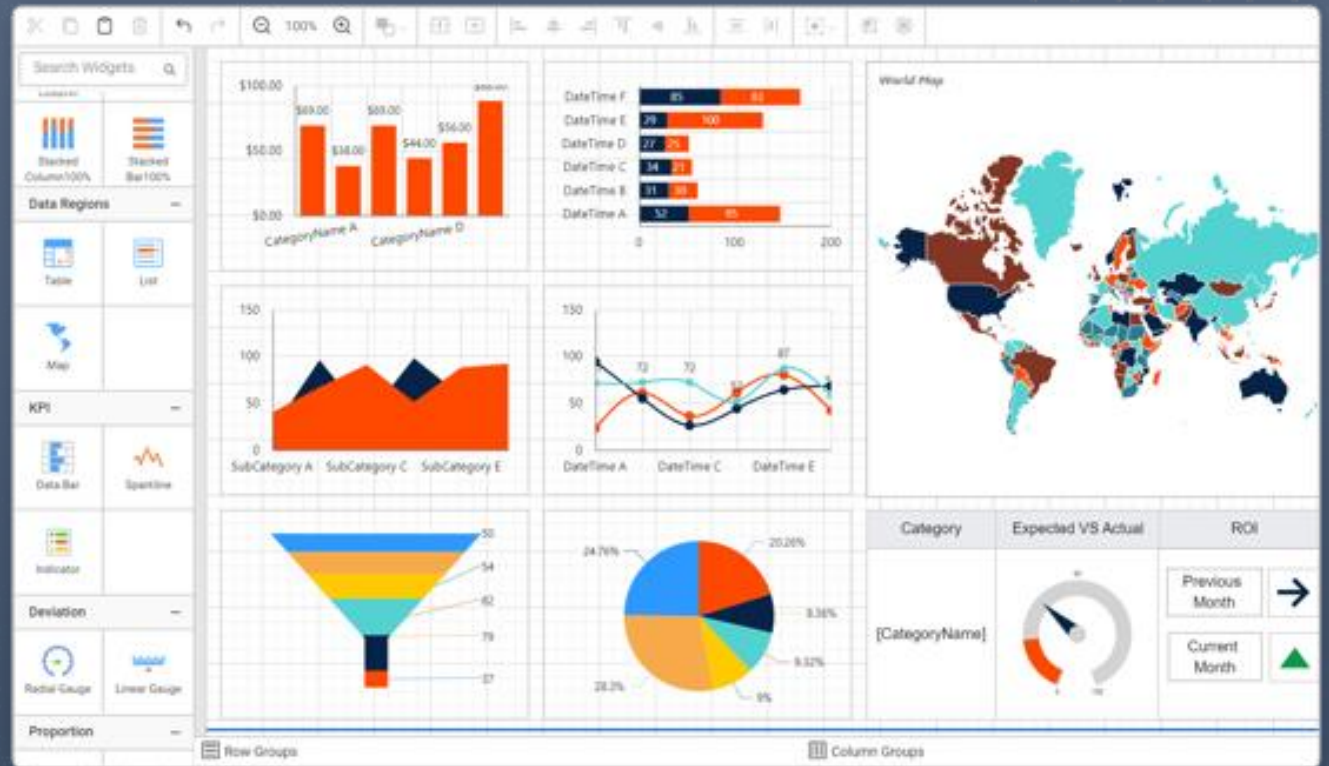 100%
Search Widgets
Stacked Column100%
Stacked Bar100%
Data Regions
Table
List
Map
KPI
Data Bar
Sparkline
Indicator
Deviation
Radial Gauge
Linear Gauge
Proportion
$100.00
$50.00
$0.00
$69.00
$38.00
$69.00
$44.00
$56.00
CategoryName A
CategoryName D
DateTime F
85
DateTime E
29
100
DateTime D
27
25
DateTime C
34
21
DateTime B
31
30
DateTime A
52
95
0
100
200
World Map
150
100
50
0
SubCategory A
SubCategory C
SubCategory E
150
100
50
0
72
72
87
DateTime A
DateTime C
DateTime E
50
54
37
24.76%
20.26%
9.32%
9%
28.3%
Category
Expected VS Actual
ROI
[CategoryName]
Previous
Month
Current
Month
Row Groups
Column Groups